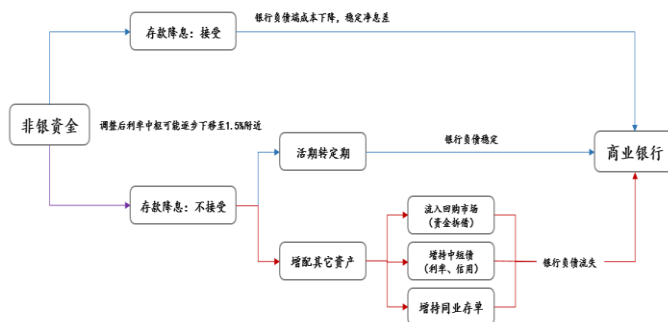 存款降息：接受
银行负债端成本下降，稳定净息差
非银资金
调整后利率中枢可能逐步下移至1.5%附近
活期转定期
银行负债稳定
商业银行
存款降息：不接受
流入回购市场
（资金拆借）
增配其它资产
增持中短债
（利率、信用）
银行负债流失
增持同业存单